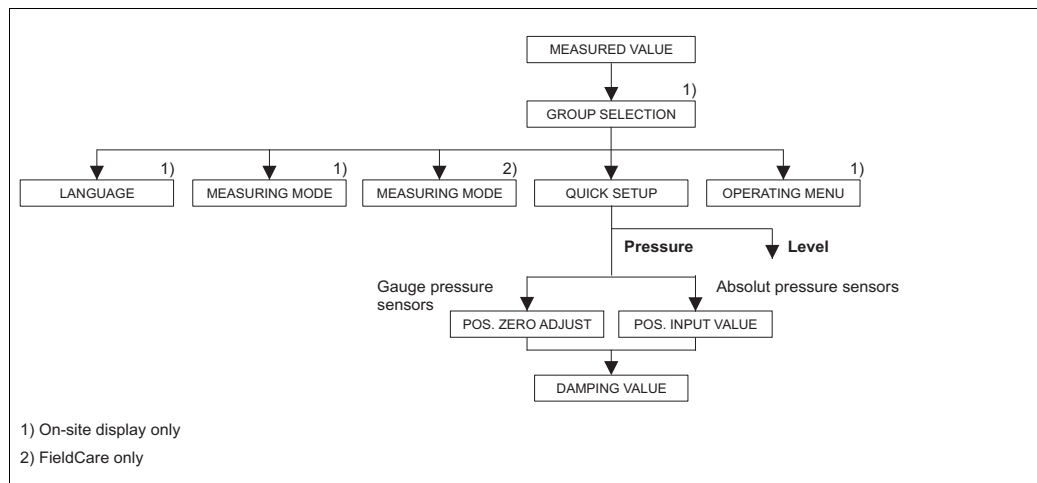 MEASURED VALUE
1)
GROUP SELECTION
1)
1)
2)
1)
LANGUAGE
MEASURING MODE
MEASURING MODE
QUICK SETUP
OPERATING MENU
Pressure
Level
Gauge pressure
sensors
Absolut pressure sensors
POS. ZERO ADJUST
POS. INPUT VALUE
DAMPING VALUE
1) On-site display only
2) FieldCare only